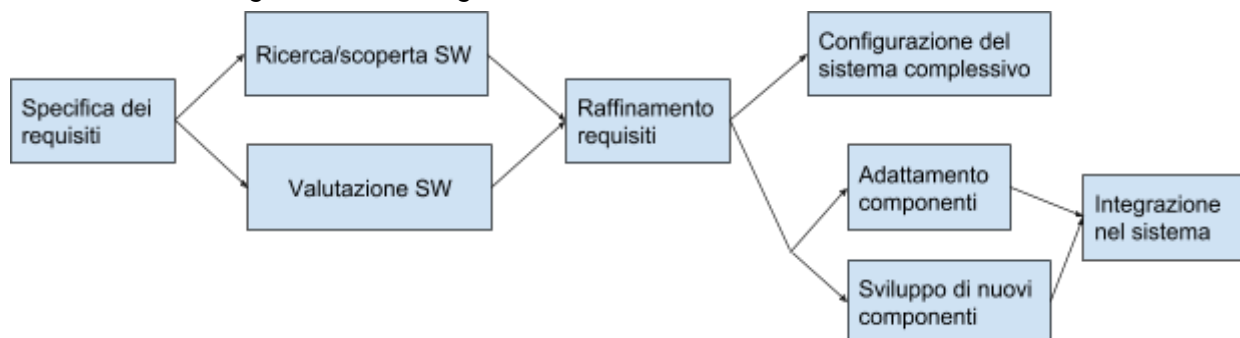 Ricerca/scoperta SW
Configurazione del
sistema complessivo
Specifica dei
requisiti
Raffinamento
requisiti
Valutazione SW
Adattamento
componenti
Integrazione
nel sistema
Sviluppo di nuovi
componenti